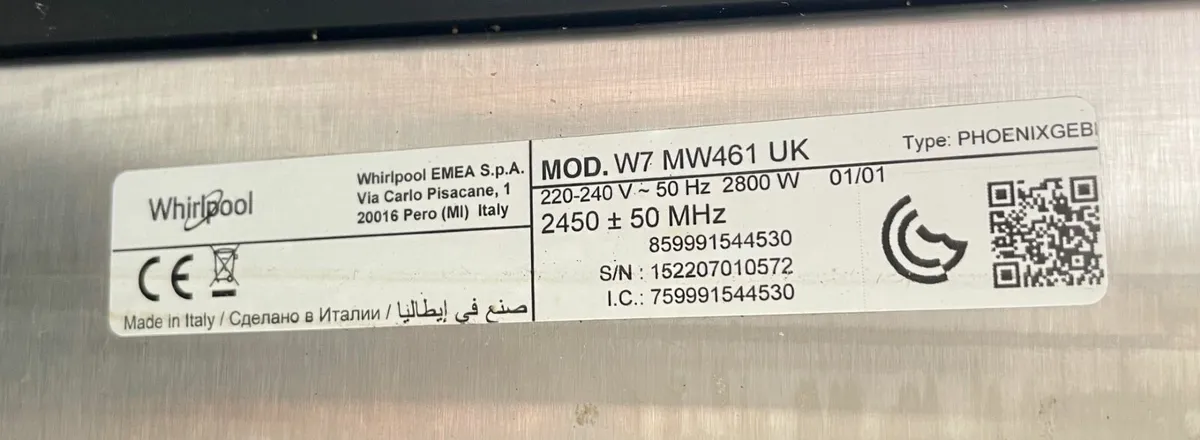 Whirlpool
Whirlpool EMEA S.p.A.
Via Carlo Pisacane, 1
20016 Pero (MI) Italy
CE
Made in Italy / Сделано в Италии / صنع في إيطاليا
MOD. W7 MW461 UK
Type: PHOENIXGEBI
220-240 V ~ 50 Hz 2800 W 01/01
2450 ± 50 MHz
859991544530
S/N : 152207010572
I.C.: 759991544530